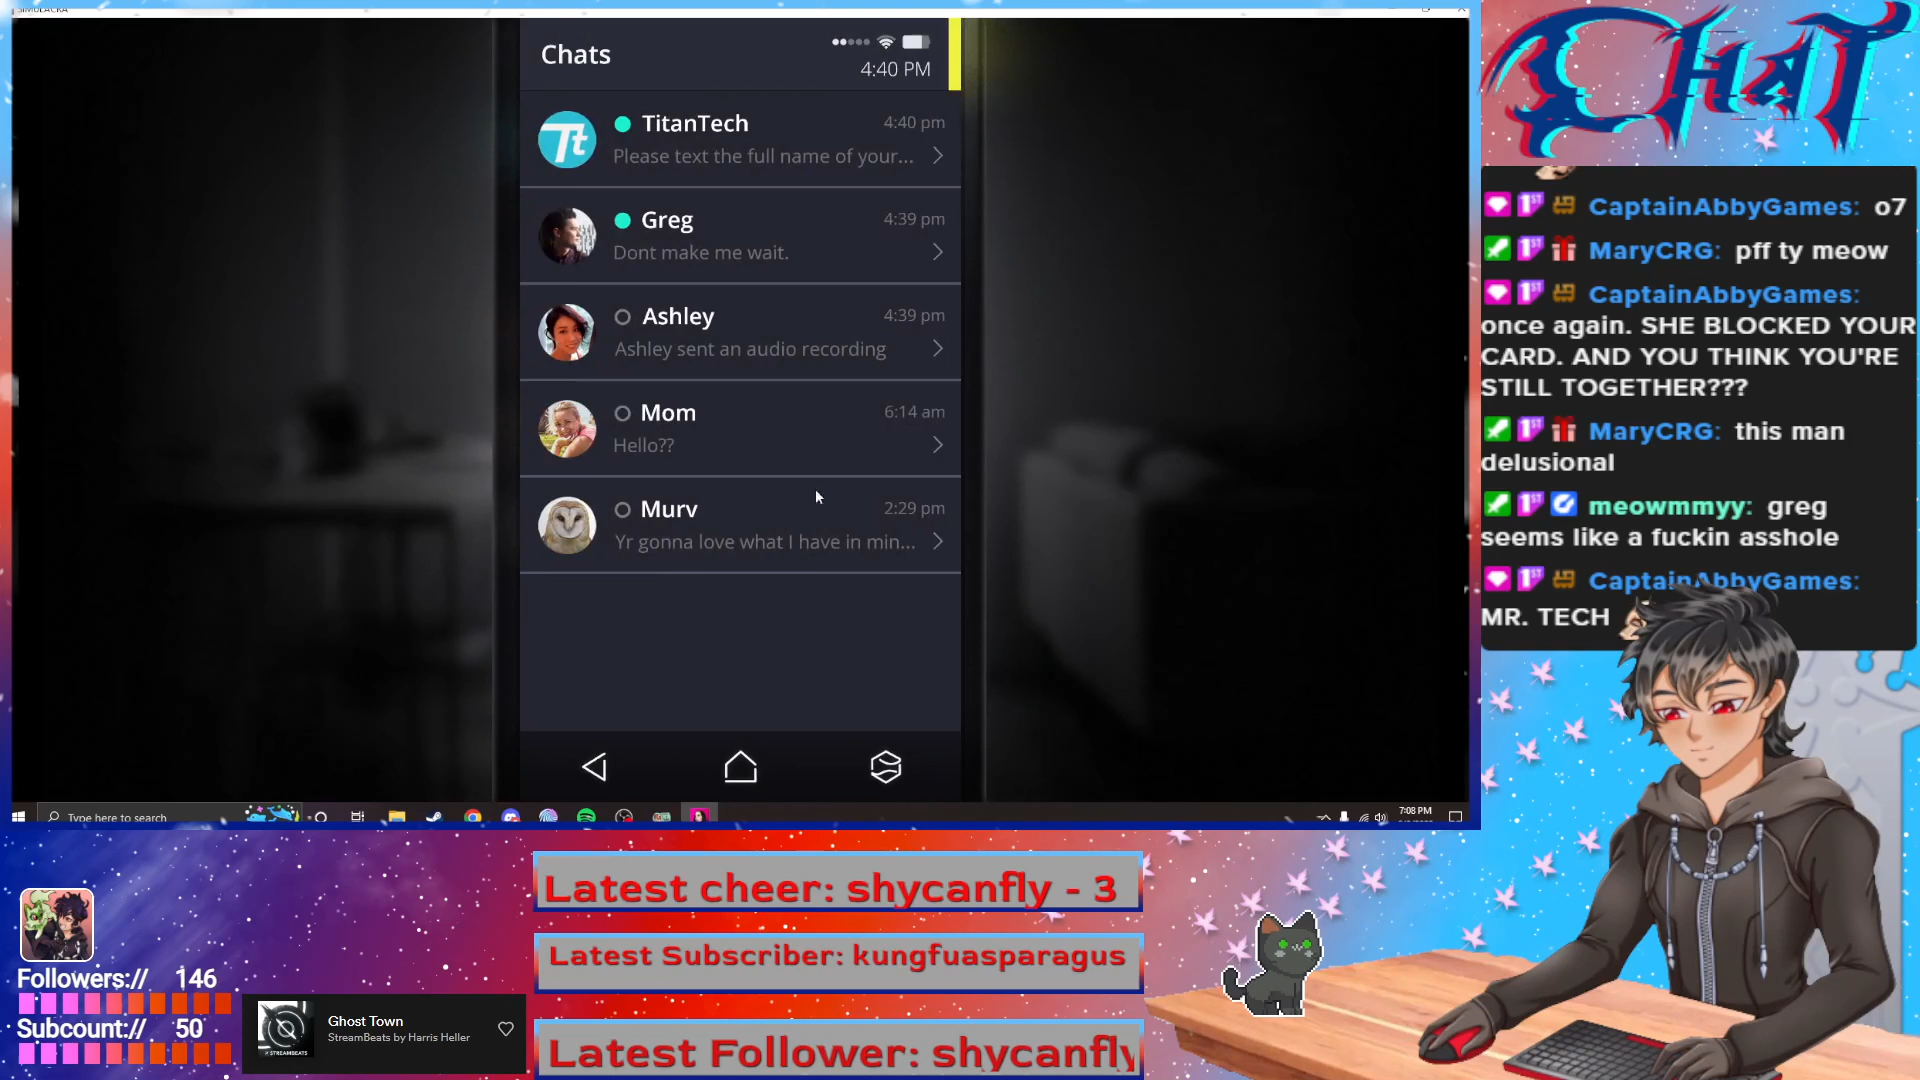 SIMULACRA
Chats
4:40 PM
Tt
TitanTech
4:40 pm
Please text the full name of your...
Greg
4:39 pm
Dont make me wait.
Ashley
4:39 pm
Ashley sent an audio recording
Mom
6:14 am
Hello??
Murv
2:29 pm
Yr gonna love what I have in min...
Type here to search
7:08 PM
CHAT
CaptainAbbyGames: o7
MaryCRG: pff ty meow
CaptainAbbyGames:
once again. SHE BLOCKED YOUR
CARD. AND YOU THINK YOU'RE
STILL TOGETHER???
MaryCRG: this man
delusional
meowmmyy: greg
seems like a fuckin asshole
CaptainAbbyGames:
MR. TECH
Followers:// 146
Subcount:// 50
STREAMBEATS
Ghost Town
StreamBeats by Harris Heller
Latest cheer: shycanfly - 3
Latest Subscriber: kungfuasparagus
Latest Follower: shycanfly